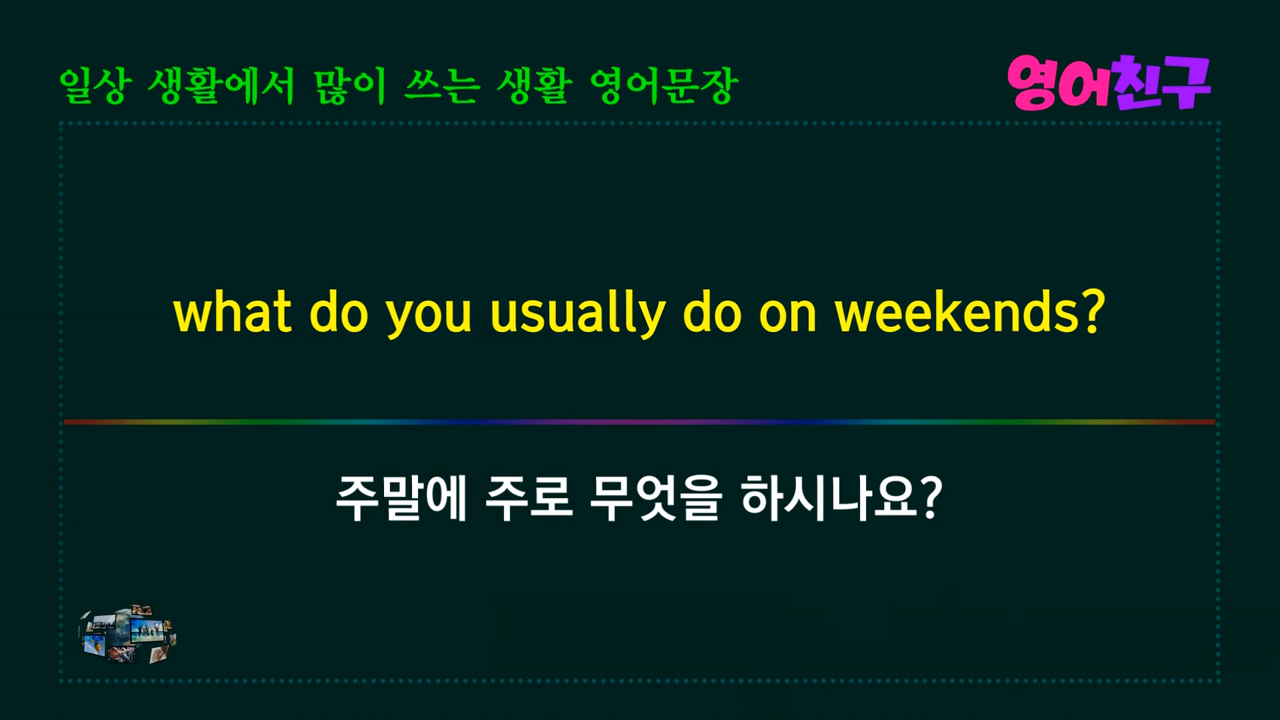 일상 생활에서 많이 쓰는 생활 영어문장
영어친구
what do you usually do on weekends?
주말에 주로 무엇을 하시나요?